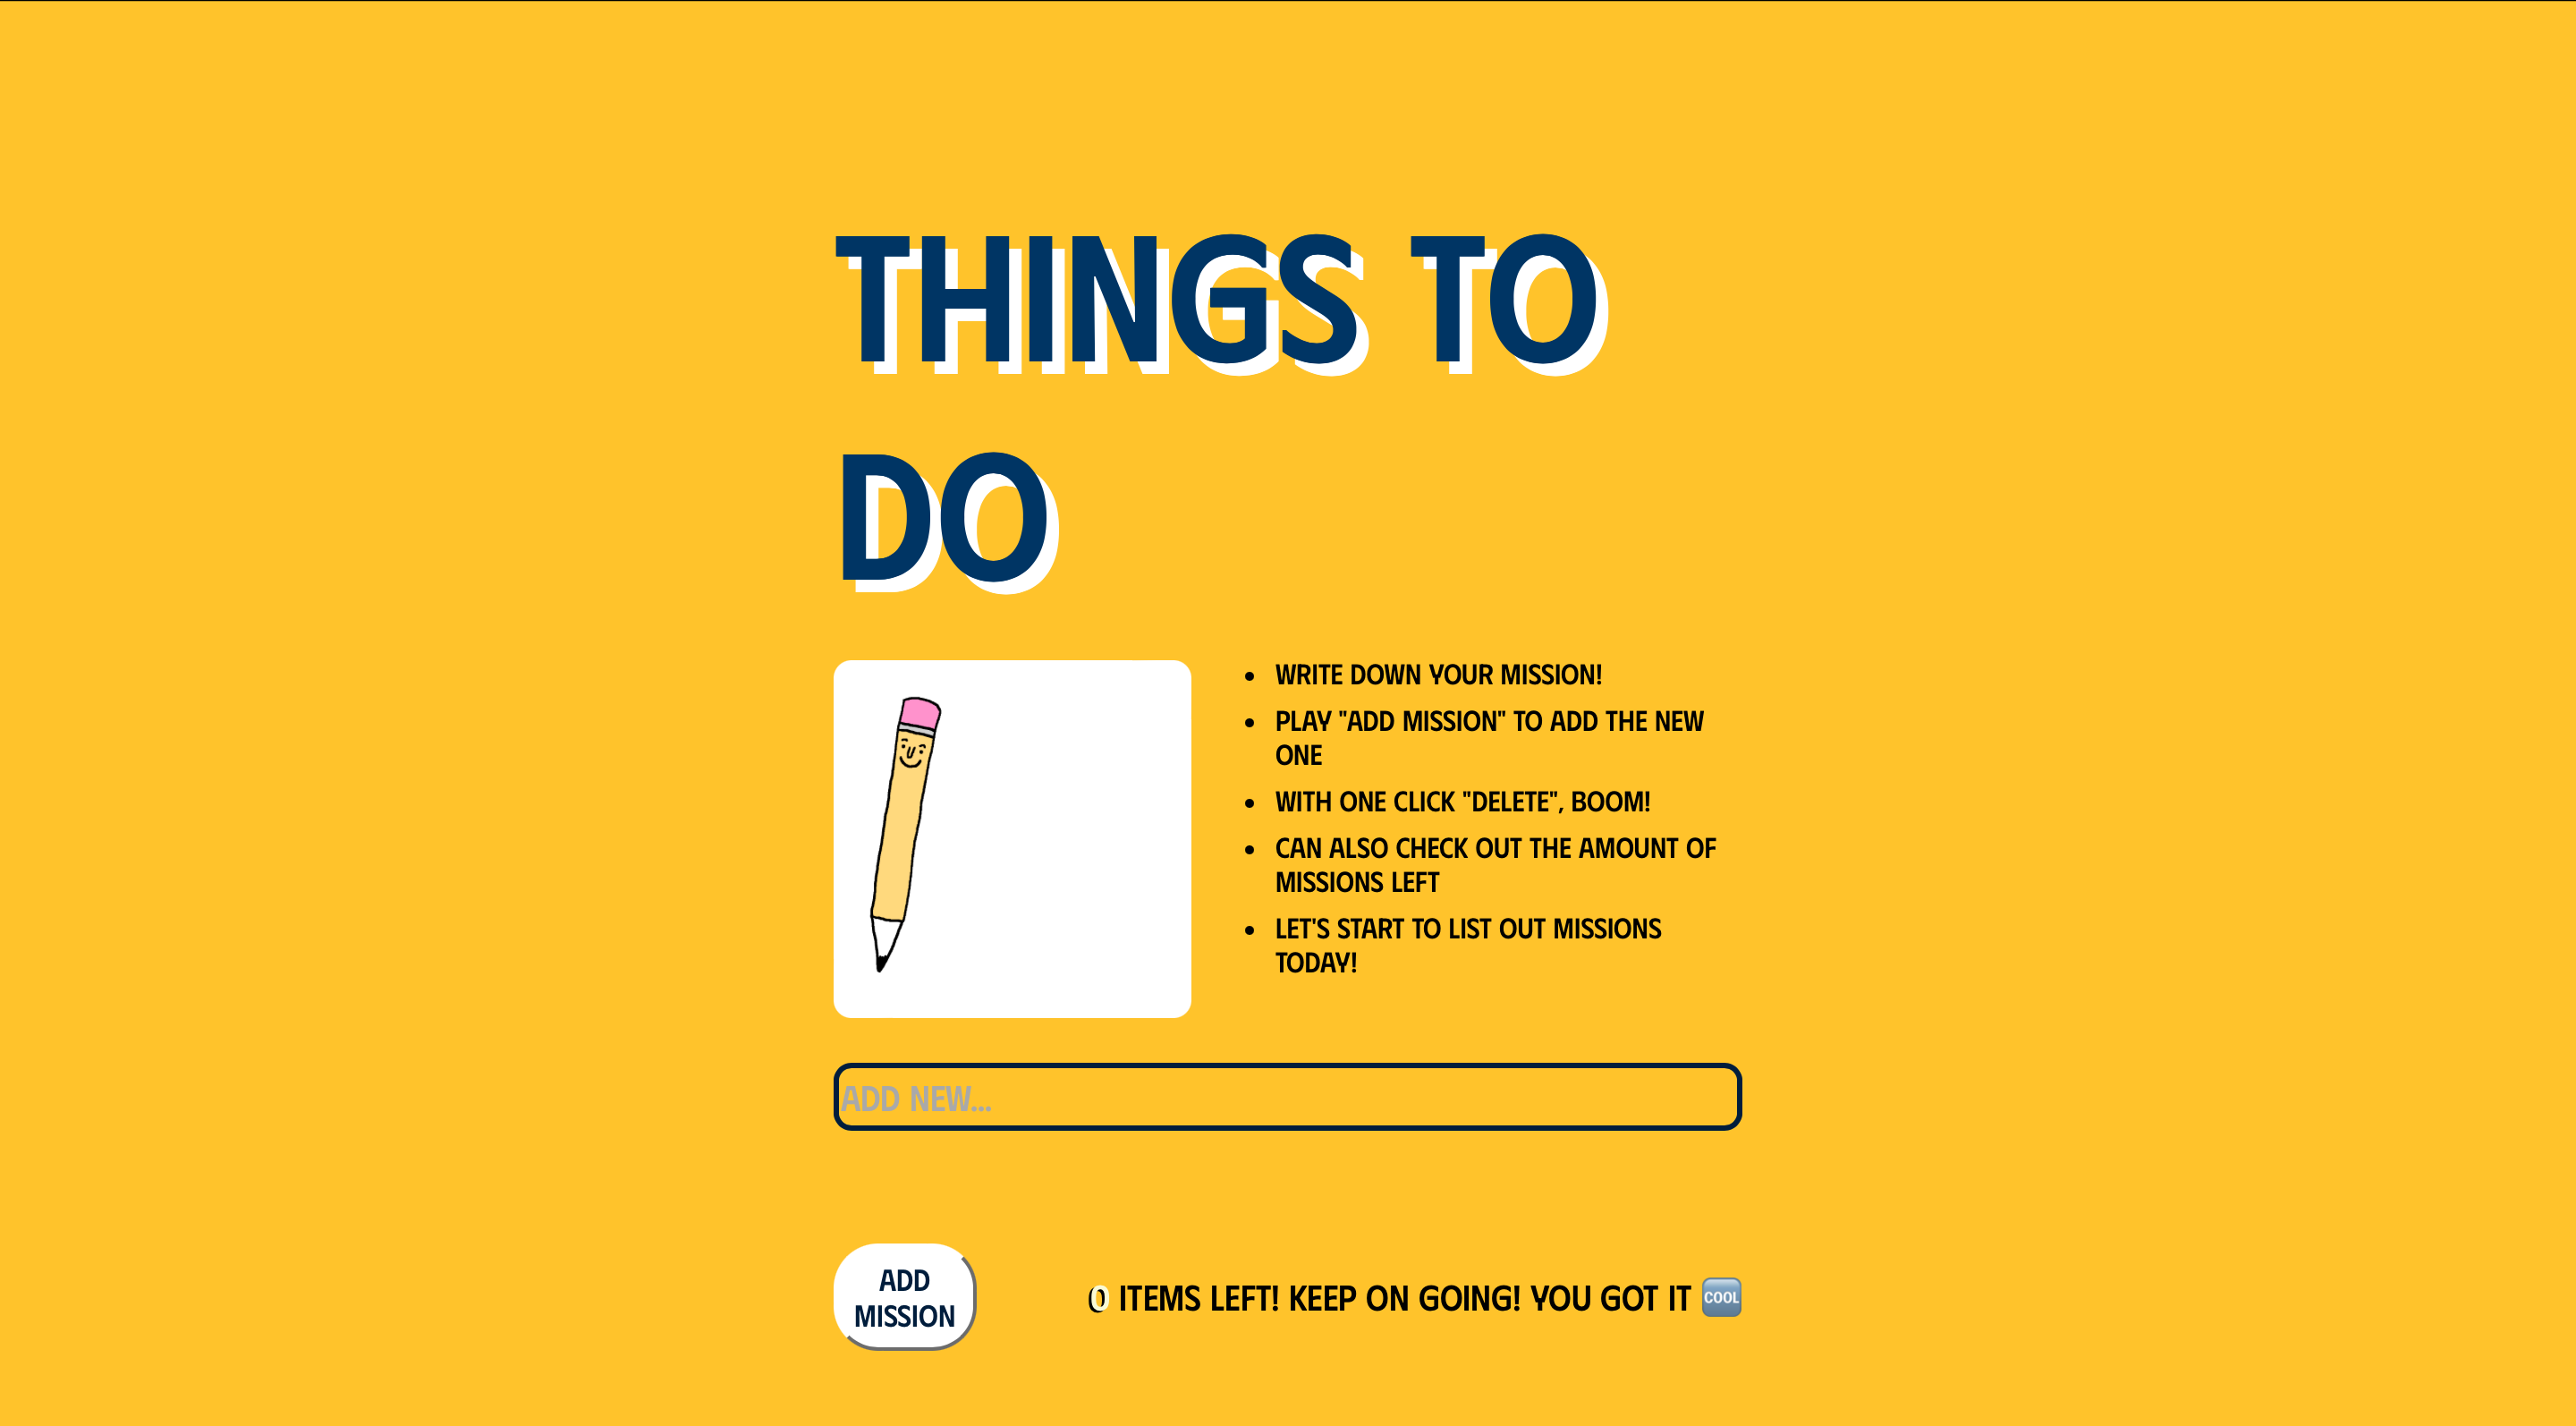 THINGS TO
DO
WRITE DOWN YOUR MISSION!
PLAY "ADD MISSION" TO ADD THE NEW
ONE
WITH ONE CLICK "DELETE", BOOM!
CAN ALSO CHECK OUT THE AMOUNT OF
MISSIONS LEFT
LET'S START TO LIST OUT MISSIONS
TODAY!
ADD NEW...
ADD
MISSION
0 ITEMS LEFT! KEEP ON GOING! YOU GOT IT 🆒